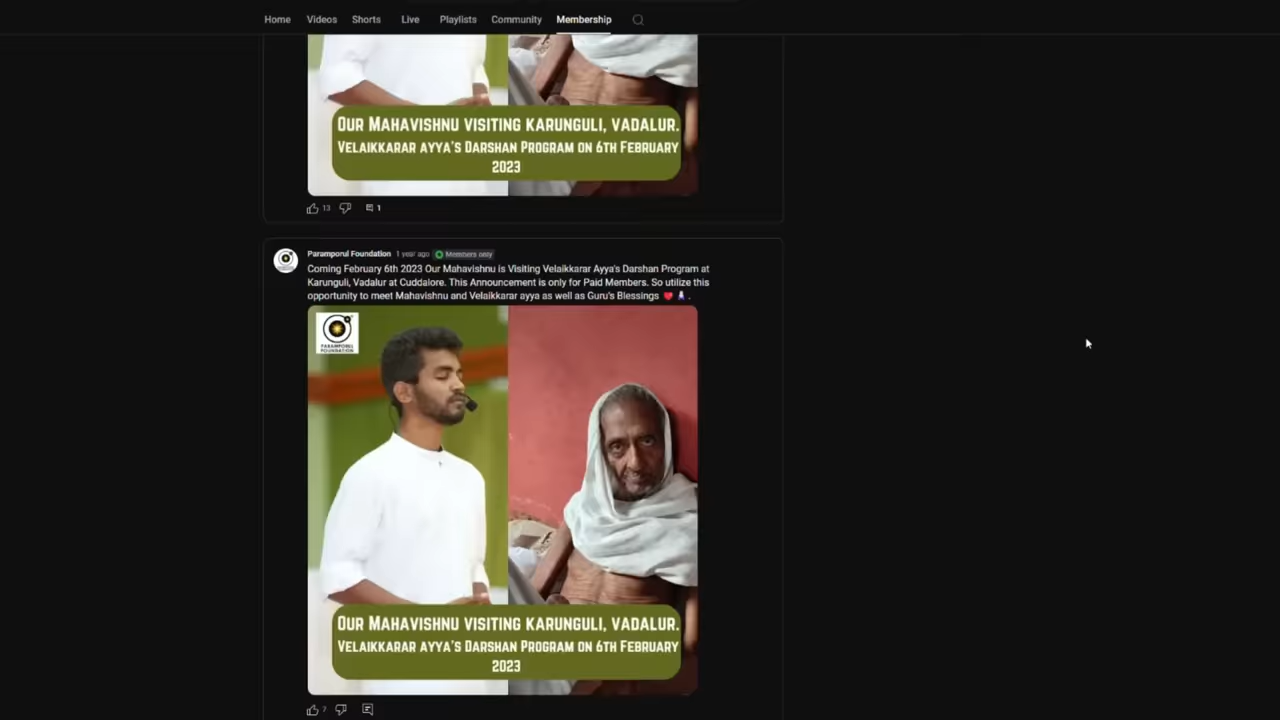 Home Videos Shorts Live Playlists Community Membership
OUR MAHAVISHNU VISITING KARUNGULI, VADALUR.
VELAIKKARAR AYYA'S DARSHAN PROGRAM ON 6TH FEBRUARY
2023
13 1
Paramporul Foundation 1 year ago Members only
Coming February 6th 2023 Our Mahavishnu is Visiting Velaikkarar Ayya's Darshan Program at
Karunguli, Vadalur at Cuddalore. This Announcement is only for Paid Members. So utilize this
opportunity to meet Mahavishnu and Velaikkarar ayya as well as Guru's Blessings ❤️ .
PARAMPORUL
FOUNDATION
OUR MAHAVISHNU VISITING KARUNGULI, VADALUR.
VELAIKKARAR AYYA'S DARSHAN PROGRAM ON 6TH FEBRUARY
2023
7